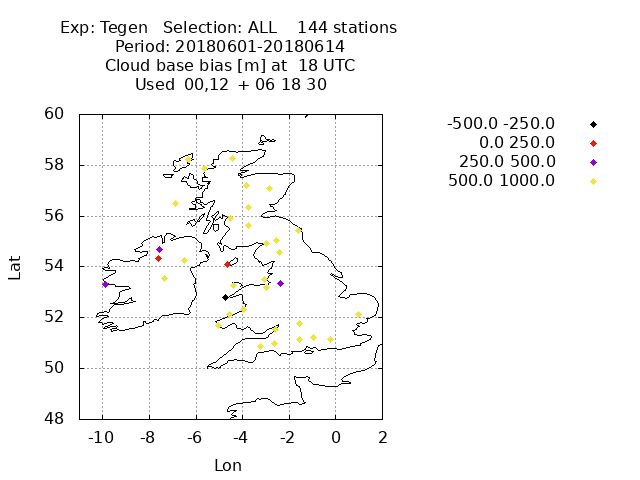 Exp: Tegen   Selection: ALL    144 stations
Period: 20180601-20180614
Cloud base bias [m] at  18 UTC
Used  00,12  + 06 18 30
-500.0 -250.0
0.0 250.0
250.0 500.0
500.0 1000.0
60
58
56
54
52
50
48
Lat
-10 -8 -6 -4 -2 0 2
Lon